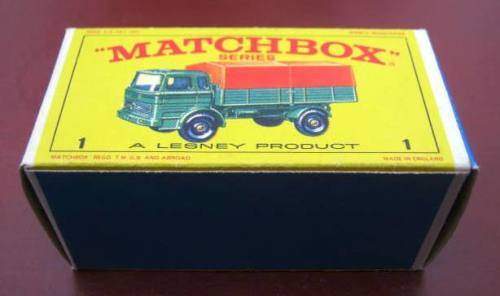 "MATCHBOX"
SERIES
1 1
A LESNEY PRODUCT
MATCHBOX REGD. T M U.S. AND ABROAD MADE IN ENGLAND